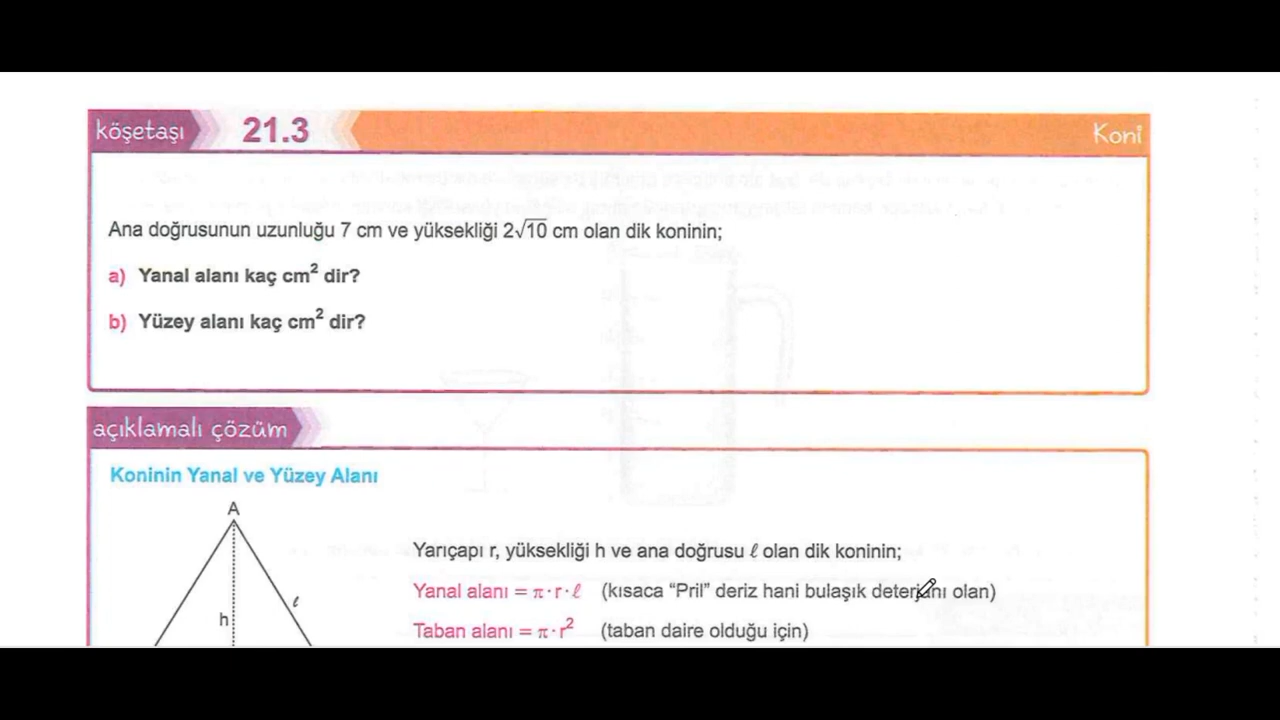 köşetaşı 21.3 Koni
Ana doğrusunun uzunluğu 7 cm ve yüksekliği 2√10 cm olan dik koninin;
a) Yanal alanı kaç cm² dir?
b) Yüzey alanı kaç cm² dir?
açıklamalı çözüm
Koninin Yanal ve Yüzey Alanı
A
h
ℓ
Yarıçapı r, yüksekliği h ve ana doğrusu ℓ olan dik koninin;
Yanal alanı = π·r·ℓ (kısaca “Pril” deriz hani bulaşık deterjanı olan)
Taban alanı = π·r² (taban daire olduğu için)